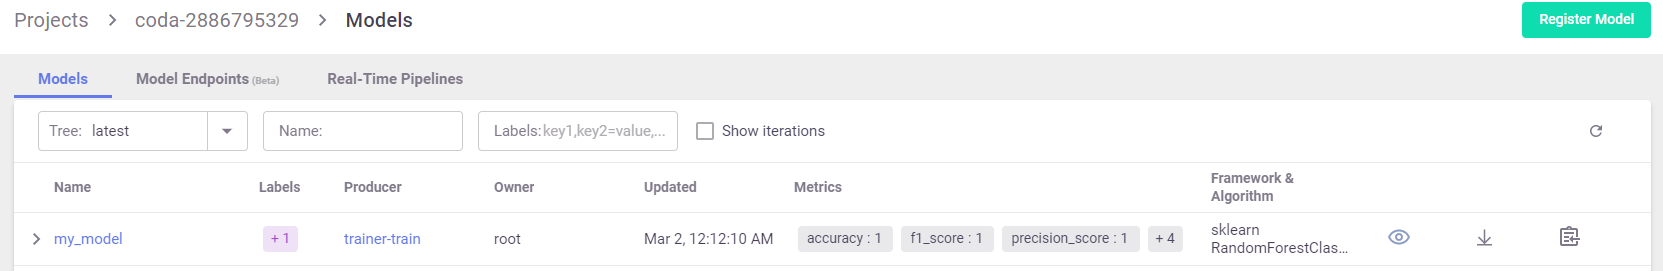 Projects > coda-2886795329 > Models
Register Model
Models Model Endpoints (Beta) Real-Time Pipelines
Tree: latest Name: Labels: key1,key2=value,... Show iterations
Name Labels Producer Owner Updated Metrics Framework & Algorithm
my_model + 1 trainer-train root Mar 2, 12:12:10 AM accuracy : 1 f1_score : 1 precision_score : 1 + 4 sklearn
RandomForestClas...